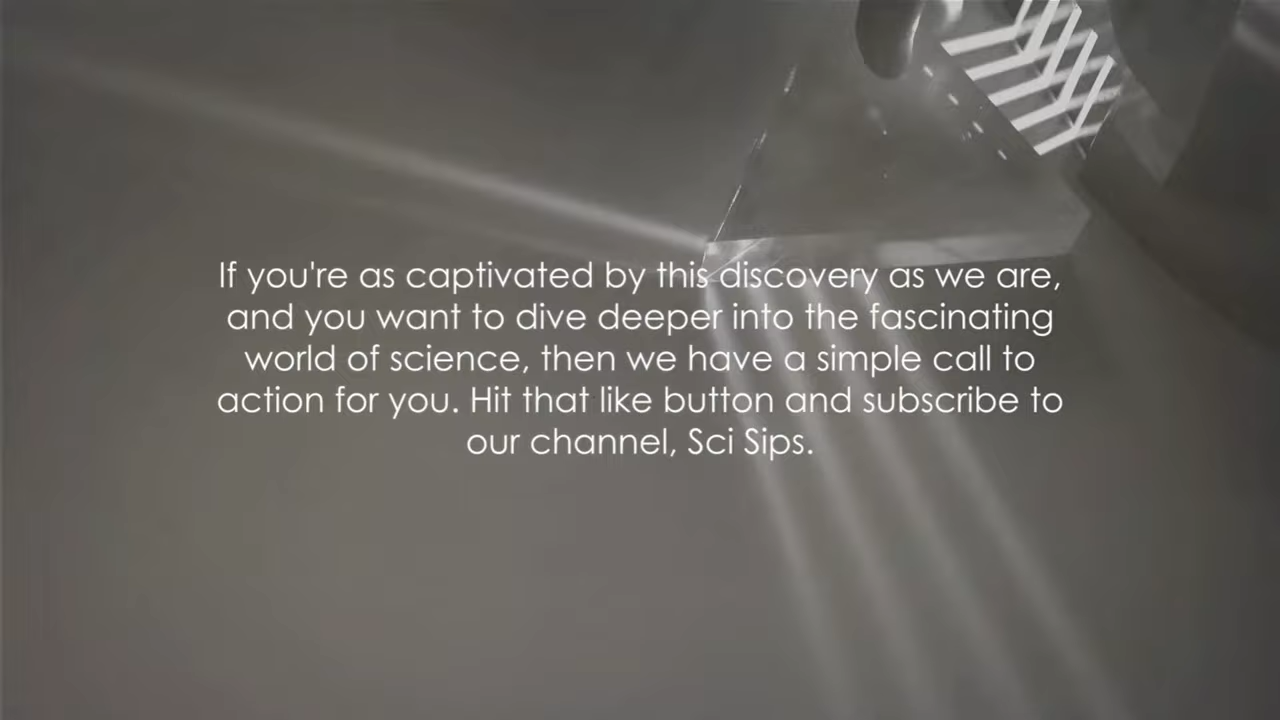 If you're as captivated by this discovery as we are,
and you want to dive deeper into the fascinating
world of science, then we have a simple call to
action for you. Hit that like button and subscribe to
our channel, Sci Sips.